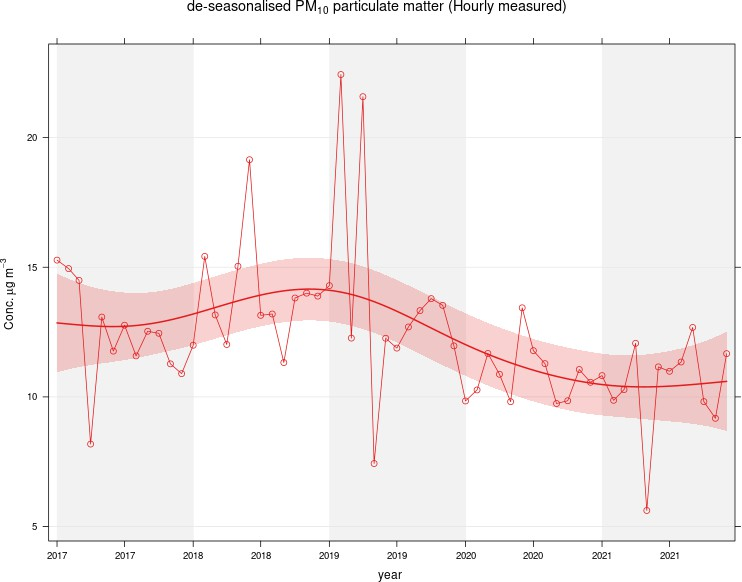 de-seasonalised PM₁₀ particulate matter (Hourly measured)
20
15
10
5
Conc. µg m⁻³
2017 2017 2018 2018 2019 2019 2020 2020 2021 2021
year